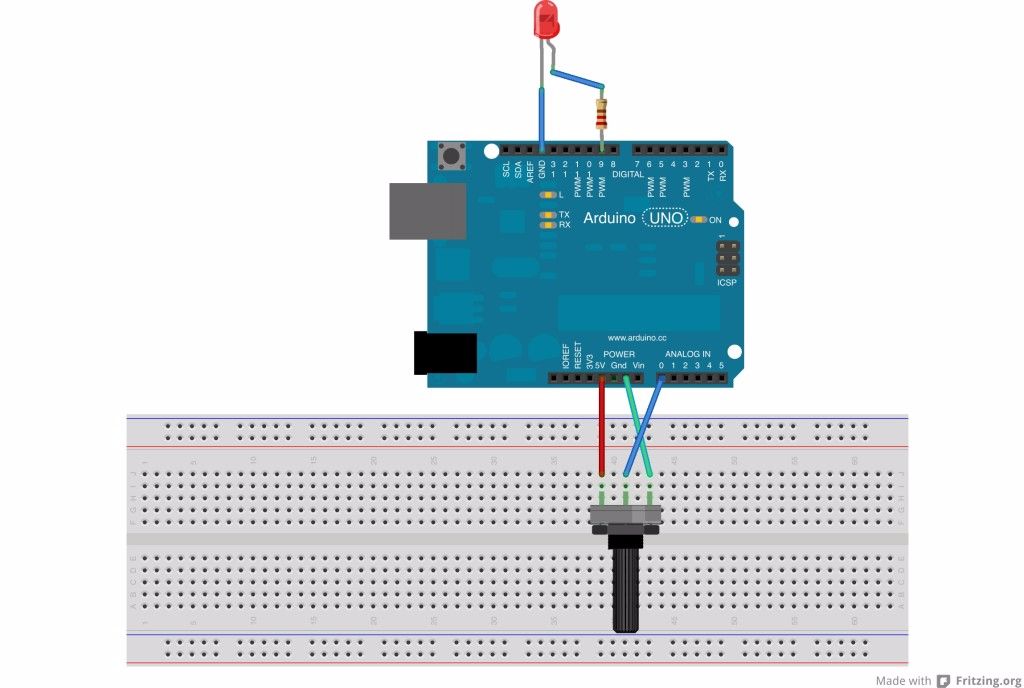 SCL
SDA
AREF
GND
13
12
PWM 11
PWM 10
PWM 9
8
DIGITAL
7
PWM 6
PWM 5
4
PWM 3
2
TX 1
RX 0
L
TX
RX
Arduino UNO
ON
1
ICSP
www.arduino.cc
POWER
ANALOG IN
IOREF
RESET
3V3
5V Gnd Vin
0 1 2 3 4 5
1 5 10 15 20 25 30 35 40 45 50 55 60
J J
I I
H H
G G
F F
E E
D D
C C
B B
A A
1 5 10 15 20 25 30 35 40 45 50 55 60
Made with Fritzing.org